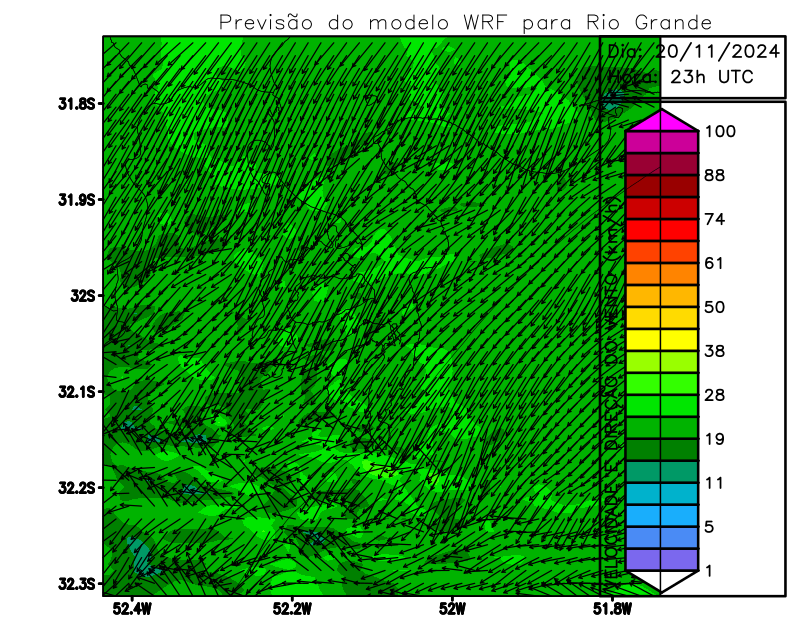 Previsão do modelo WRF para Rio Grande
Dia: 20/11/2024
Hora: 23h UTC
31.8S
31.9S
32S
32.1S
32.2S
32.3S
52.4W
52.2W
52W
51.8W
VELOCIDADE E DIREÇÃO DO VENTO (km/h)
100
88
74
61
50
38
28
19
11
5
1